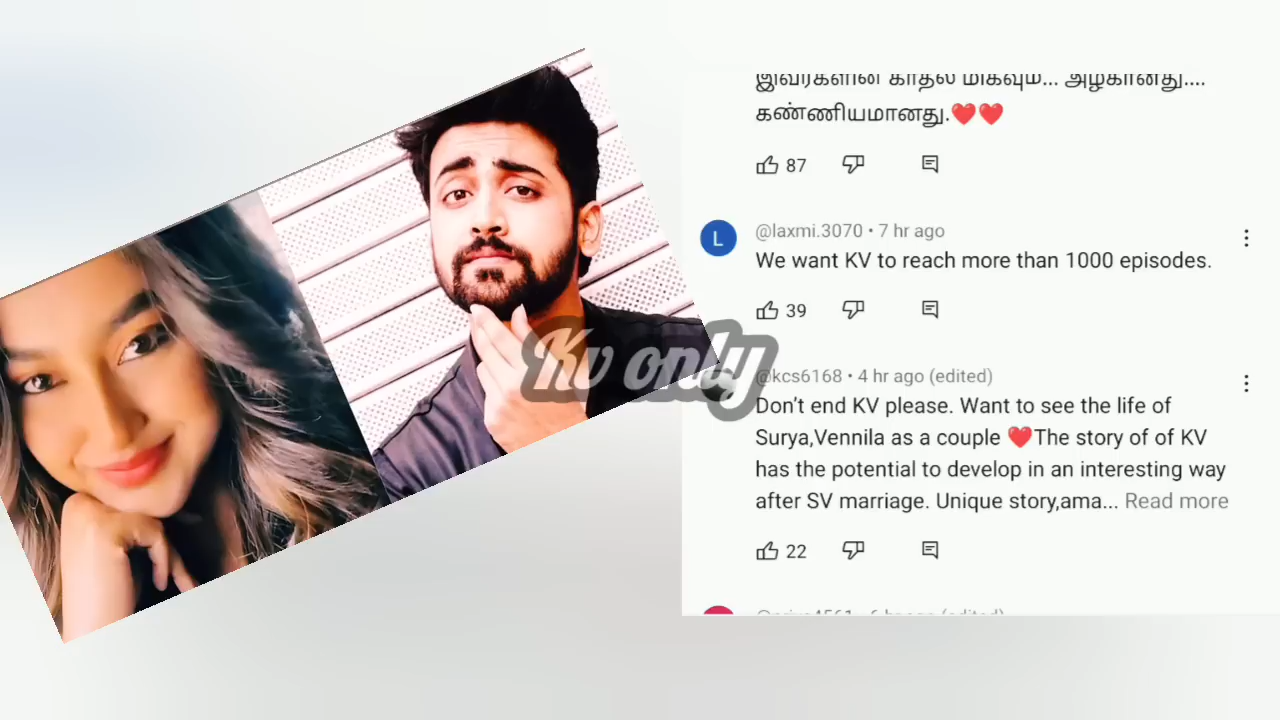 இவர்களின் காதல் மிகவும்... அழகானது....
கண்ணியமானது.❤️❤️
87
@laxmi.3070 • 7 hr ago
L
We want KV to reach more than 1000 episodes.
39
Kv only
@kcs6168 • 4 hr ago (edited)
Don't end KV please. Want to see the life of
Surya,Vennila as a couple ❤️The story of of KV
has the potential to develop in an interesting way
after SV marriage. Unique story,ama... Read more
22